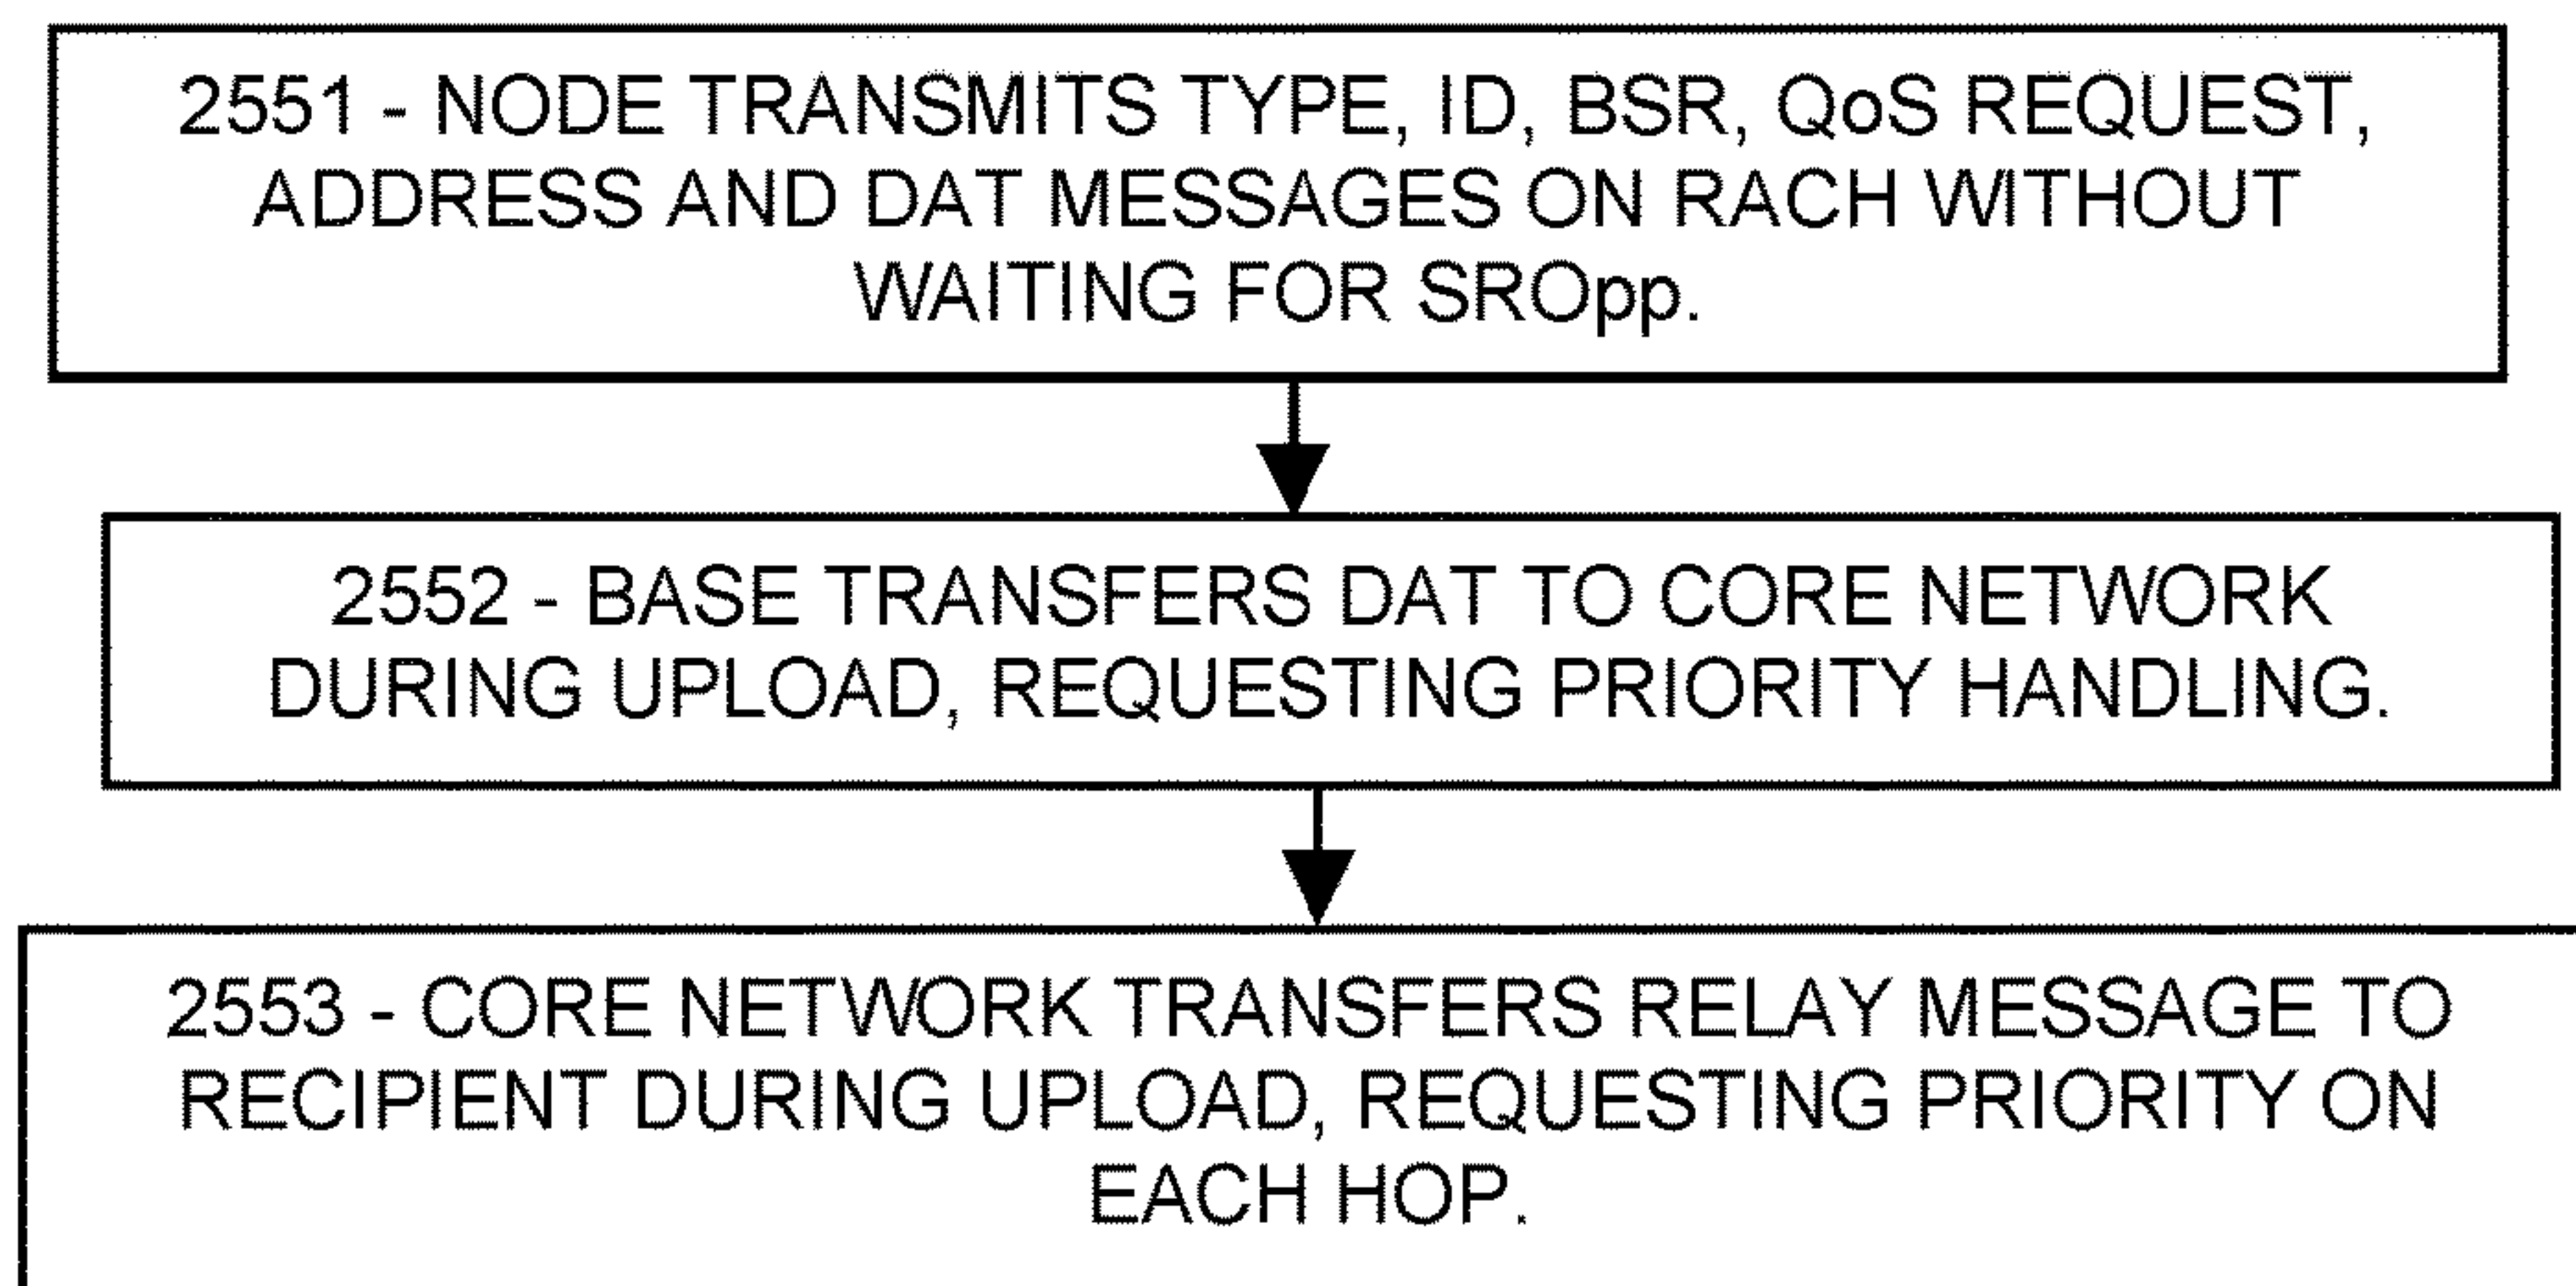 2551 - NODE TRANSMITS TYPE, ID, BSR, QoS REQUEST,
ADDRESS AND DAT MESSAGES ON RACH WITHOUT
WAITING FOR SROpp.
2552 - BASE TRANSFERS DAT TO CORE NETWORK
DURING UPLOAD, REQUESTING PRIORITY HANDLING.
2553 - CORE NETWORK TRANSFERS RELAY MESSAGE TO
RECIPIENT DURING UPLOAD, REQUESTING PRIORITY ON
EACH HOP.